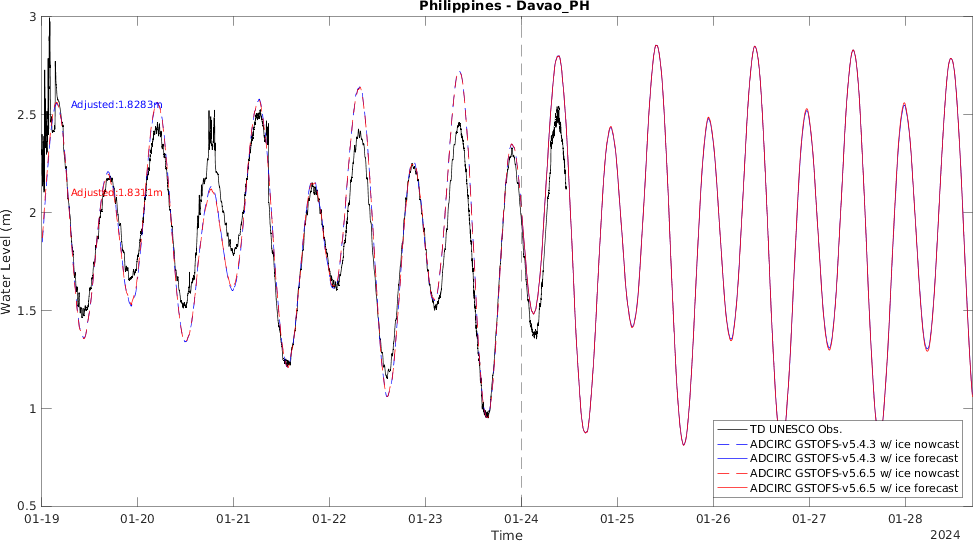 Philippines - Davao_PH
3
2.5
2
1.5
1
0.5
Water Level (m)
Adjusted:1.8283m
Adjusted:1.8311m
TD UNESCO Obs.
ADCIRC GSTOFS-v5.4.3 w/ ice nowcast
ADCIRC GSTOFS-v5.4.3 w/ ice forecast
ADCIRC GSTOFS-v5.6.5 w/ ice nowcast
ADCIRC GSTOFS-v5.6.5 w/ ice forecast
01-19 01-20 01-21 01-22 01-23 01-24 01-25 01-26 01-27 01-28
Time
2024